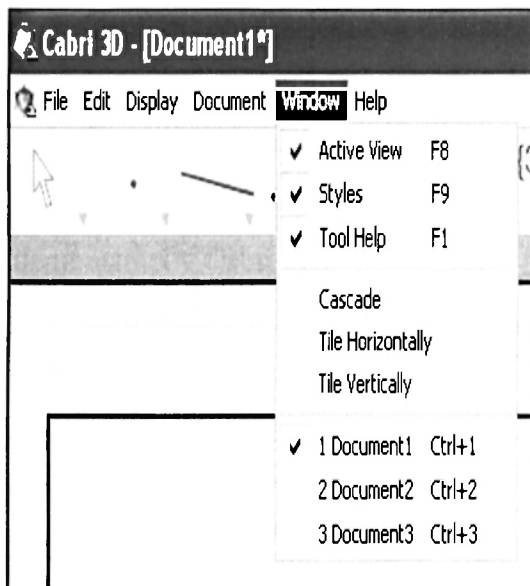 Cabri 3D - [Document1*]
File Edit Display Document Window Help
✓ Active View F8
✓ Styles F9
✓ Tool Help F1
Cascade
Tile Horizontally
Tile Vertically
✓ 1 Document1 Ctrl+1
2 Document2 Ctrl+2
3 Document3 Ctrl+3